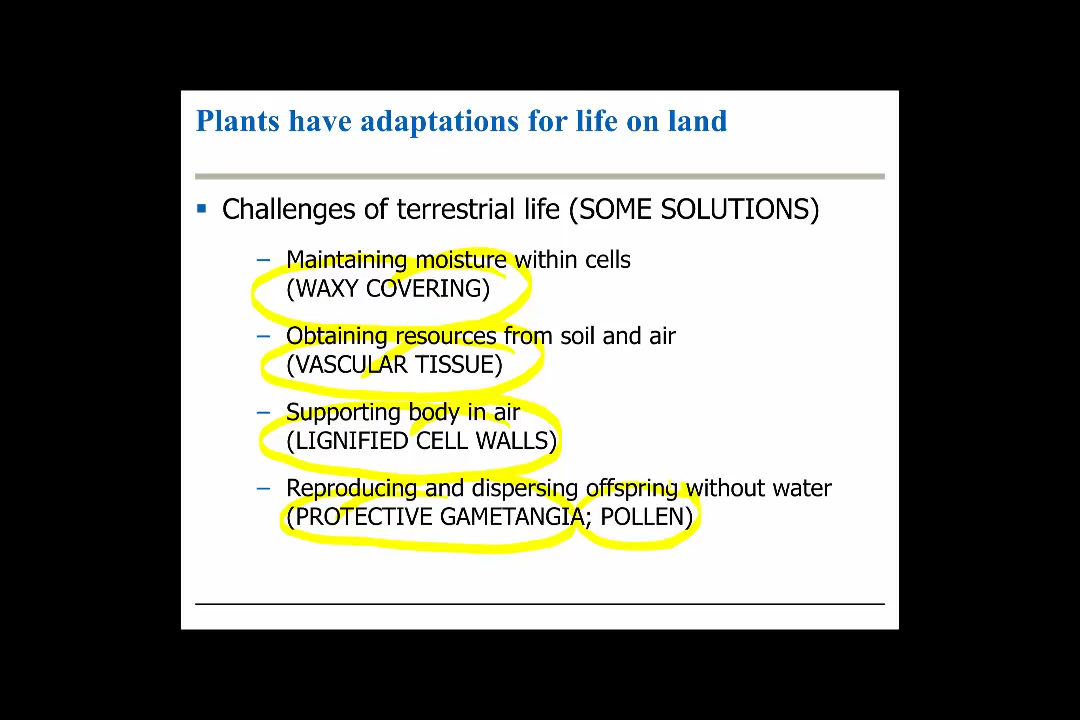 Plants have adaptations for life on land
▪ Challenges of terrestrial life (SOME SOLUTIONS)
– Maintaining moisture within cells
(WAXY COVERING)
– Obtaining resources from soil and air
(VASCULAR TISSUE)
– Supporting body in air
(LIGNIFIED CELL WALLS)
– Reproducing and dispersing offspring without water
(PROTECTIVE GAMETANGIA; POLLEN)